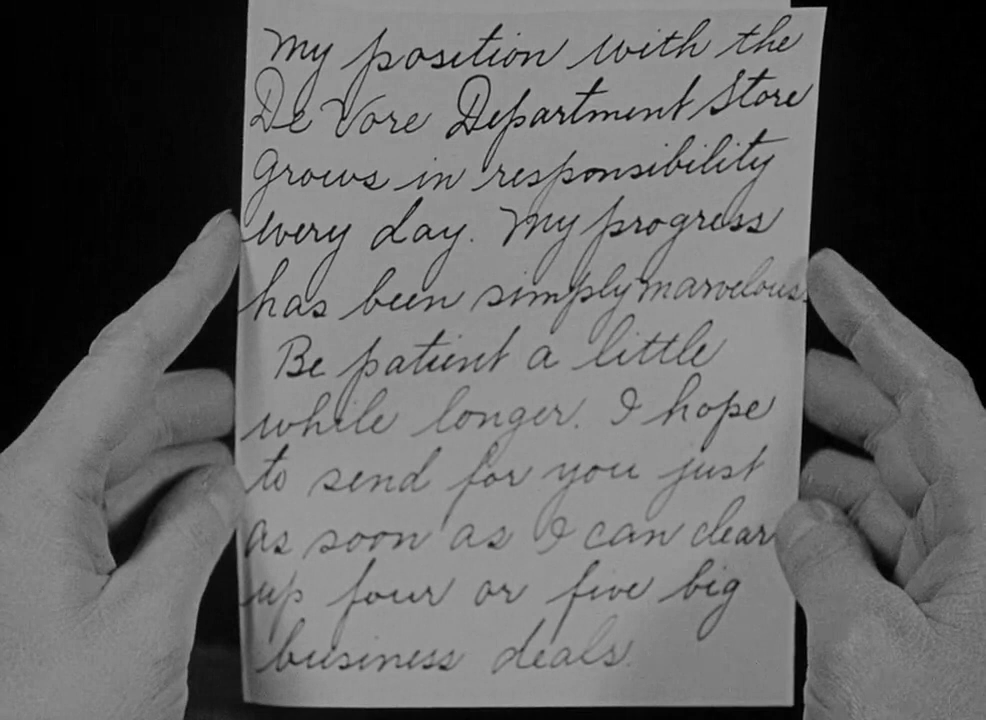 My position with the
De Vore Department Store
grows in responsibility
every day. My progress
has been simply marvelous.
Be patient a little
while longer. I hope
to send for you just
as soon as I can clear
up four or five big
business deals.